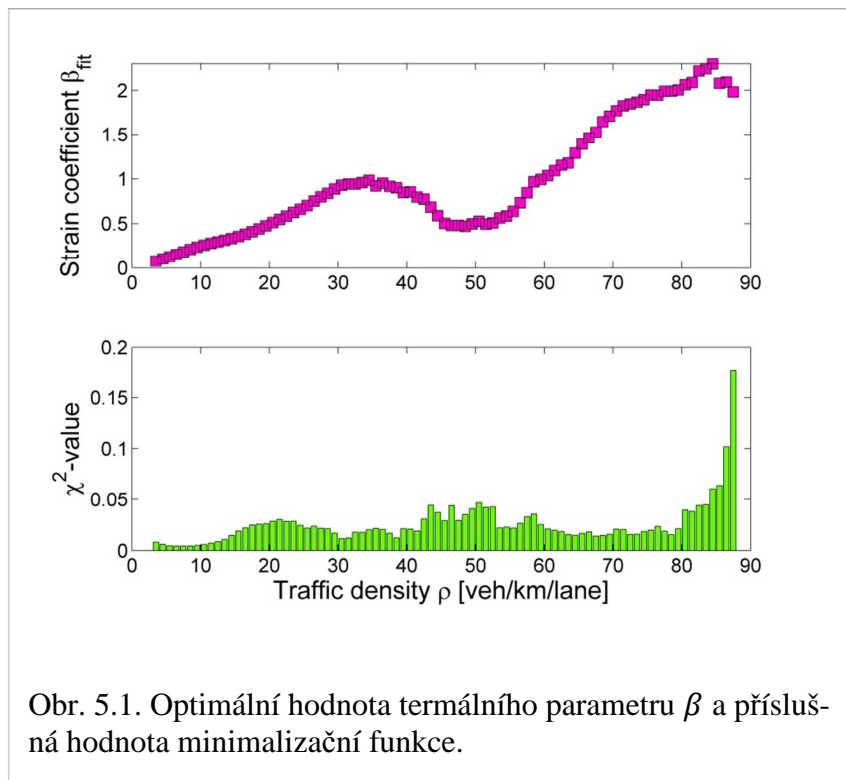 Strain coefficient β_fit
2
1.5
1
0.5
0
0 10 20 30 40 50 60 70 80 90
χ²-value
0.2
0.15
0.1
0.05
0
0 10 20 30 40 50 60 70 80 90
Traffic density ρ [veh/km/lane]
Obr. 5.1. Optimální hodnota termálního parametru β a přísluš-
ná hodnota minimalizační funkce.